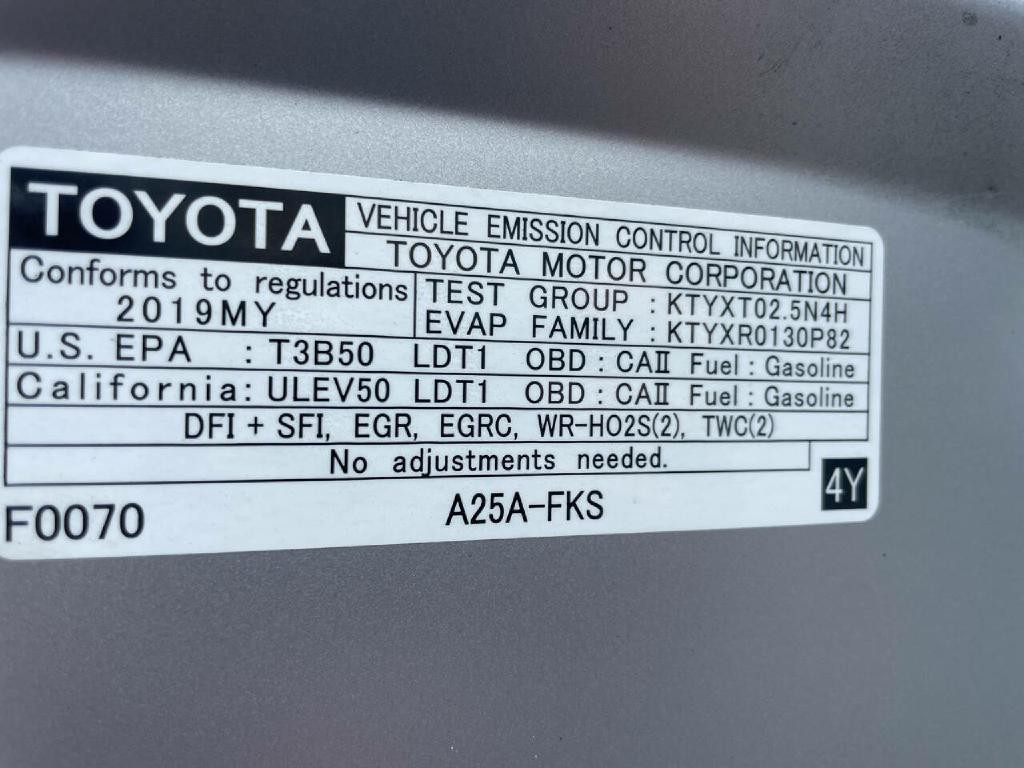 TOYOTA
VEHICLE EMISSION CONTROL INFORMATION
TOYOTA MOTOR CORPORATION
Conforms to regulations
2019MY
TEST GROUP : KTYXT02.5N4H
EVAP FAMILY : KTYXR0130P82
U.S. EPA : T3B50 LDT1 OBD : CAⅡ Fuel : Gasoline
California: ULEV50 LDT1 OBD : CAⅡ Fuel : Gasoline
DFI + SFI, EGR, EGRC, WR-HO2S(2), TWC(2)
No adjustments needed.
4Y
F0070
A25A-FKS